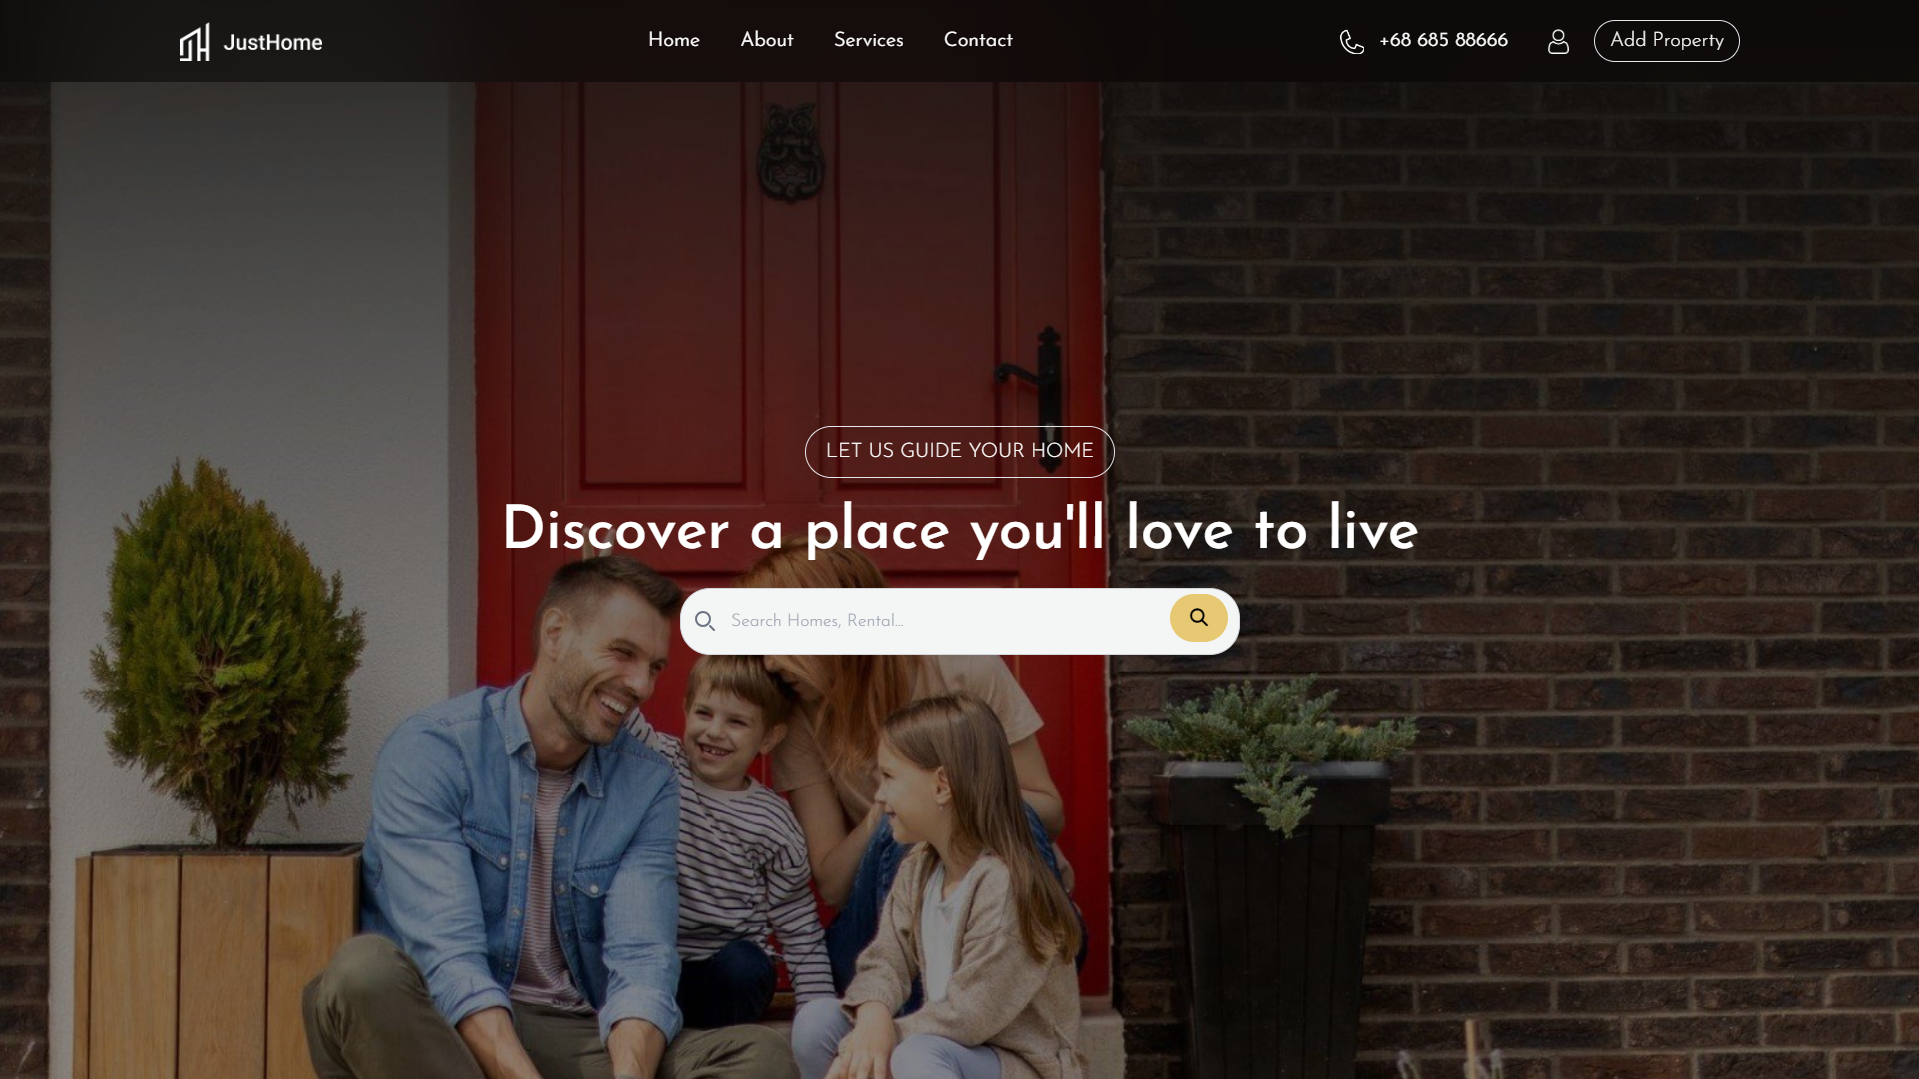 JustHome
Home
About
Services
Contact
+68 685 88666
Add Property
LET US GUIDE YOUR HOME
Discover a place you'll love to live
Search Homes, Rental...